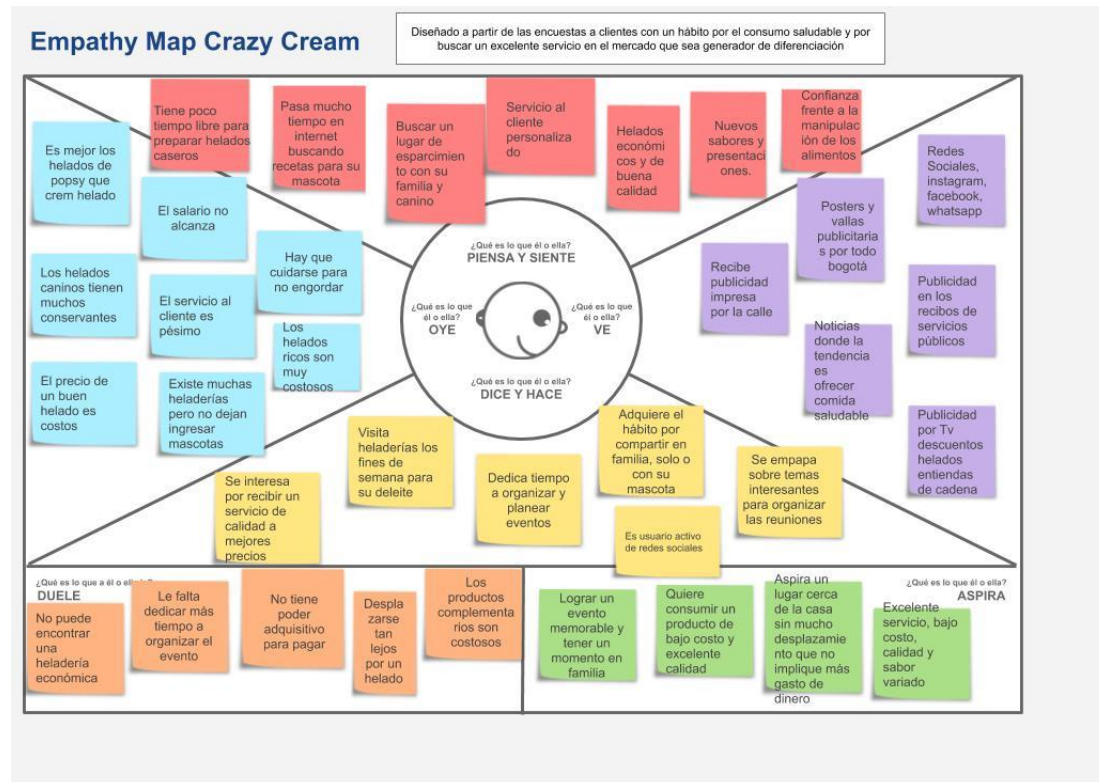 Empathy Map Crazy Cream
Diseñado a partir de las encuestas a clientes con un hábito por el consumo saludable y por
buscar un excelente servicio en el mercado que sea generador de diferenciación
Tiene poco
tiempo libre para
preparar helados
caseros
Pasa mucho
tiempo en
internet
buscando
recetas para su
mascota
Buscar un
lugar de
esparcimien
to con su
familia y
canino
Servicio al
cliente
personaliza
do
Helados
económi
cos y de
buena
calidad
Nuevos
sabores y
presentaci
ones.
Confianza
frente a la
manipulac
ión de los
alimentos
Es mejor los
helados de
popsy que
crem helado
El salario no
alcanza
Hay que
cuidarse para
no engordar
Los helados
caninos tienen
muchos
conservantes
El servicio al
cliente es
pésimo
Los
helados
ricos son
muy
costosos
El precio de
un buen
helado es
costos
Existe muchas
heladerías
pero no dejan
ingresar
mascotas
¿Qué es lo que él o ella?
PIENSA Y SIENTE
¿Qué es lo que
él o ella?
OYE
¿Qué es lo que
él o ella?
VE
¿Qué es lo que él o ella?
DICE Y HACE
Redes
Sociales,
instagram,
facebook,
whatsapp
Posters y
vallas
publicitaria
s por todo
bogotà
Recibe
publicidad
impresa
por la calle
Publicidad
en los
recibos de
servicios
públicos
Noticias
donde la
tendencia
es
ofrecer
comida
saludable
Publicidad
por Tv
descuentos
helados
entiendas
de cadena
Se interesa
por recibir un
servicio de
calidad a
mejores
precios
Visita
heladerías los
fines de
semana para
su deleite
Dedica tiempo
a organizar y
planear
eventos
Adquiere el
hábito por
compartir en
familia, solo o
con su
mascota
Es usuario activo
de redes sociales
Se empapa
sobre temas
interesantes
para organizar
las reuniones
¿Qué es lo que a él o ella?
DUELE
No puede
encontrar
una
heladería
económica
Le falta
dedicar más
tiempo a
organizar el
evento
No tiene
poder
adquisitivo
para pagar
Despla
zarse
tan
lejos
por un
helado
Los
productos
complementa
rios son
costosos
¿Qué es lo que él o ella?
ASPIRA
Lograr un
evento
memorable y
tener un
momento en
familia
Quiere
consumir un
producto de
bajo costo y
excelente
calidad
Aspira un
lugar cerca
de la casa
sin mucho
desplazamie
nto que no
implique más
gasto de
dinero
Excelente
servicio, bajo
costo,
calidad y
sabor
variado